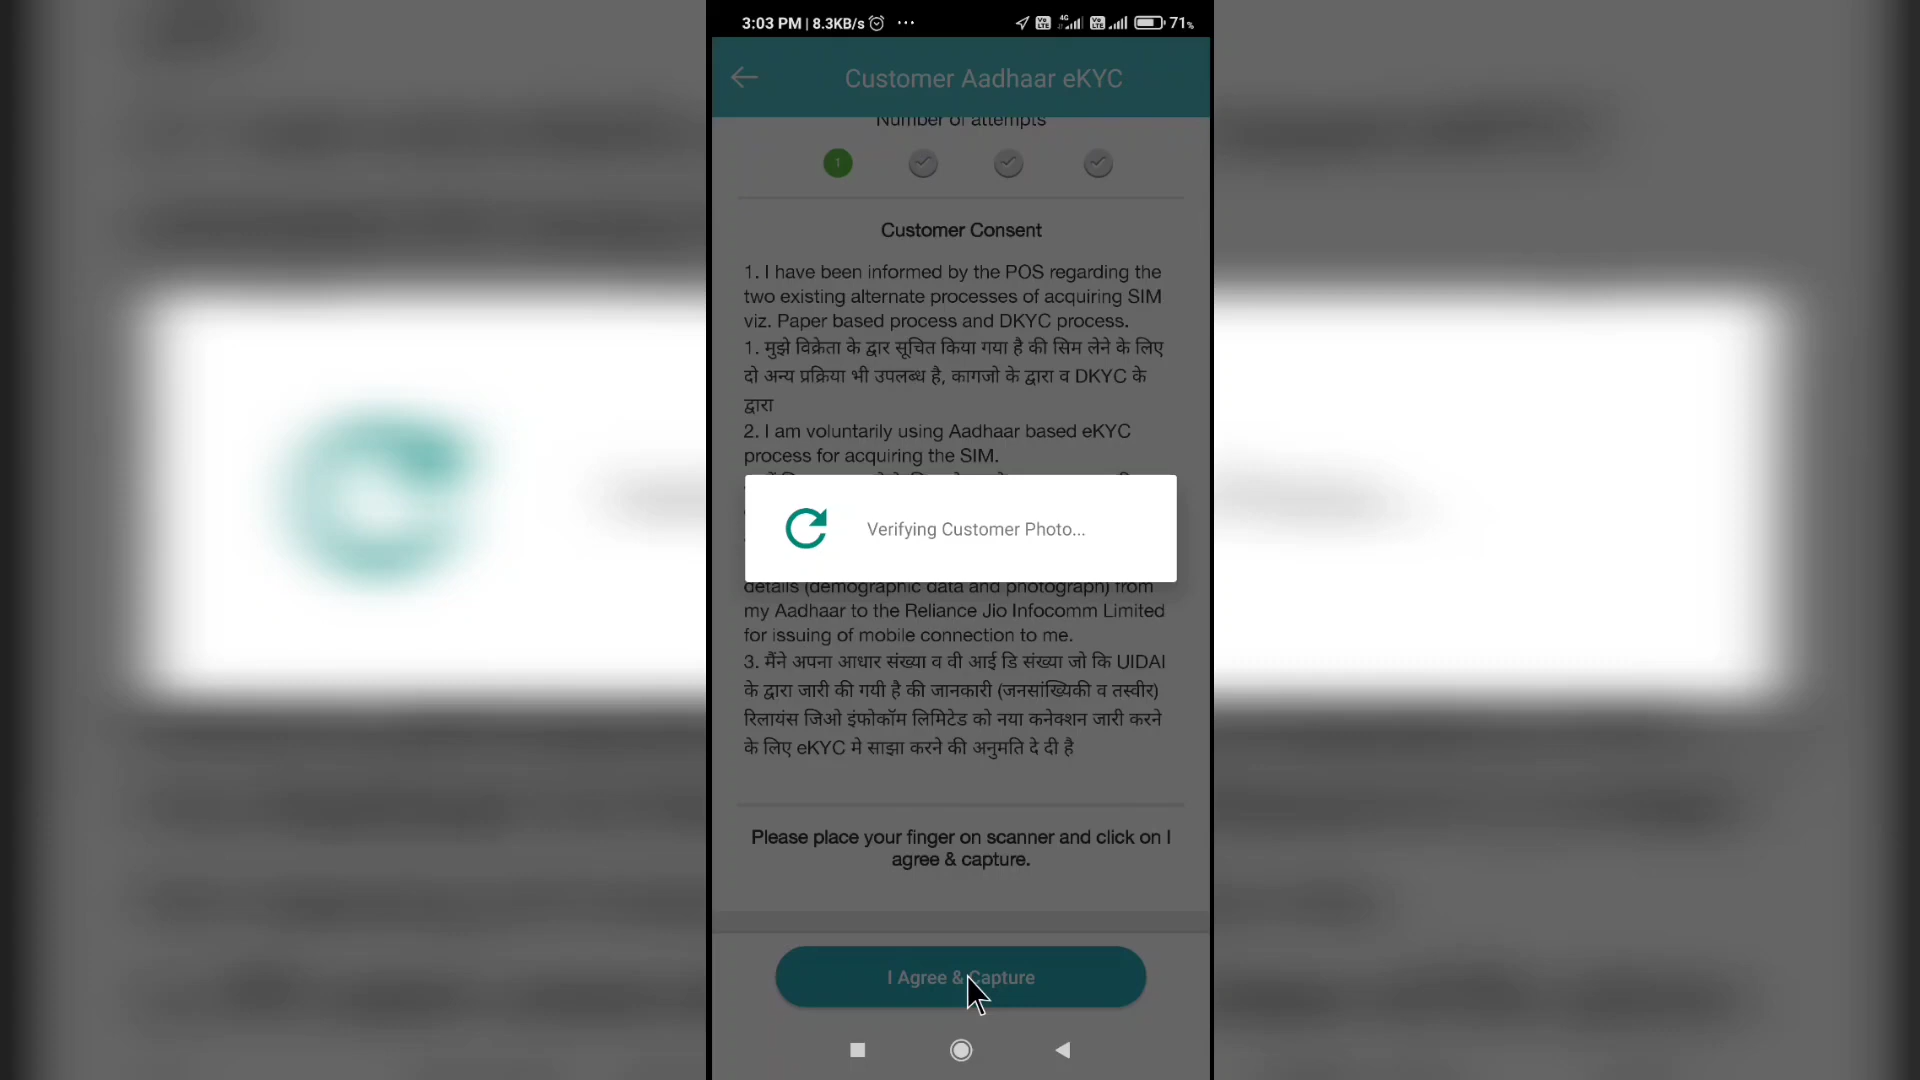 3:03 PM | 8.3KB/s ...
Vo LTE 4G Vo LTE 71%
Customer Aadhaar eKYC
Number of attempts
1
Customer Consent
1. I have been informed by the POS regarding the
two existing alternate processes of acquiring SIM
viz. Paper based process and DKYC process.
1. मुझे विक्रेता के द्वार सूचित किया गया है की सिम लेने के लिए
दो अन्य प्रक्रिया भी उपलब्ध है, कागजो के द्वारा व DKYC के
द्वारा
2. I am voluntarily using Aadhaar based eKYC
process for acquiring the SIM.
Verifying Customer Photo...
details (demographic data and photograph) from
my Aadhaar to the Reliance Jio Infocomm Limited
for issuing of mobile connection to me.
3. मैंने अपना आधार संख्या व वी आई डि संख्या जो कि UIDAI
के द्वारा जारी की गयी है की जानकारी (जनसांख्यिकी व तस्वीर)
रिलायंस जिओ इंफोकॉम लिमिटेड को नया कनेक्शन जारी करने
के लिए eKYC मे साझा करने की अनुमति दे दी है
Please place your finger on scanner and click on I
agree & capture.
I Agree & Capture